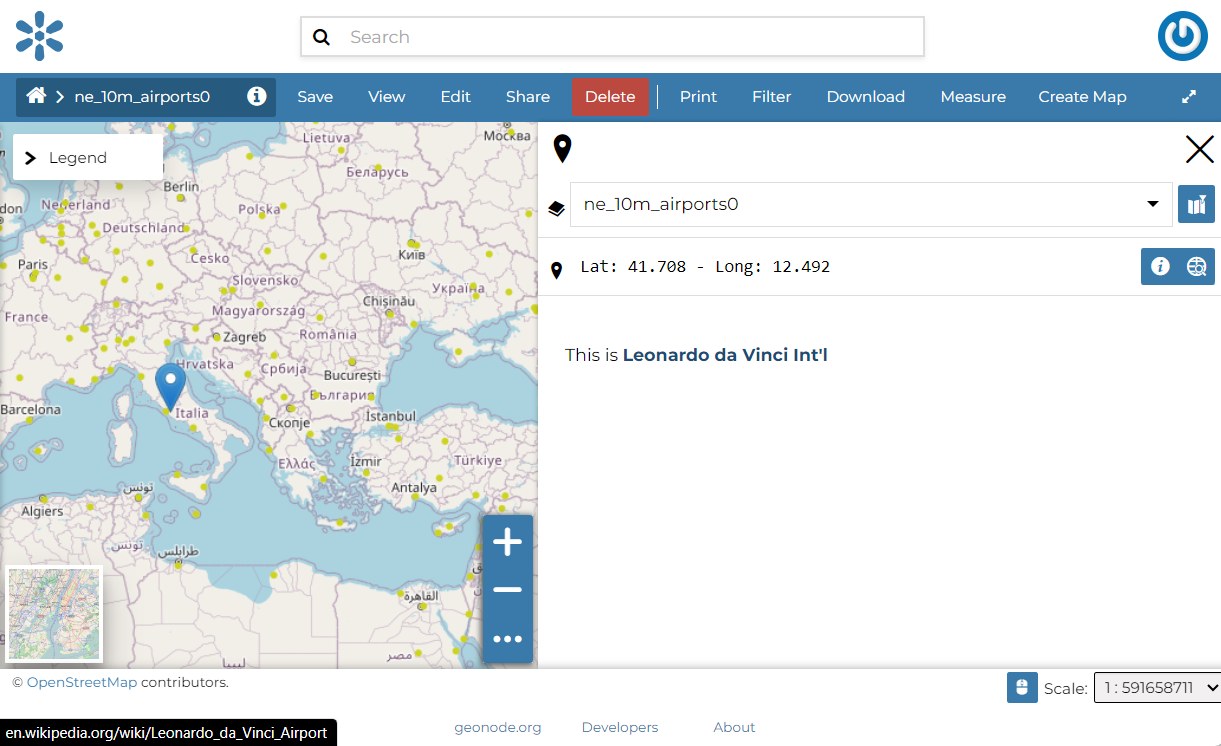 Search
ne_10m_airports0
Save
View
Edit
Share
Delete
Print
Filter
Download
Measure
Create Map
Legend
Lietuva
Москва
Беларусь
Berlin
Nederland
Polska
Deutschland
Paris
Česko
Київ
Slovensko
Україна
France
Magyarország
Chișinău
Zagreb
România
Hrvatska
Србија
București
България
Barcelona
Italia
Скопје
İstanbul
Ελλάς
İzmir
Türkiye
Antalya
تونس
Algiers
تونس
طرابلس
القاهرة
مصر
ليبيا
ne_10m_airports0
Lat: 41.708 - Long: 12.492
This is Leonardo da Vinci Int'l
© OpenStreetMap contributors.
Scale:
1 : 591658711
geonode.org
Developers
About
en.wikipedia.org/wiki/Leonardo_da_Vinci_Airport